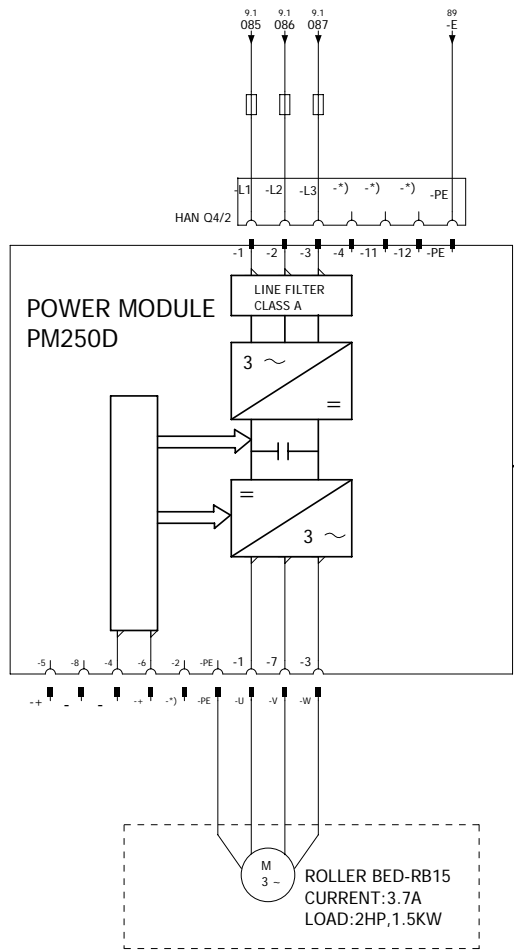 9.1 9.1 9.1 89
085 086 087 -E
-L1 -L2 -L3 -*) -*) -*) -PE
HAN Q4/2
-1 -2 -3 -4 -11 -12 -PE
LINE FILTER
CLASS A
POWER MODULE
PM250D
3 ~
=
=
3 ~
-5 -8 -4 -6 -2 -PE -1 -7 -3
-+ - - -+ -*) -PE -U -V -W
M
3 ~
ROLLER BED-RB15
CURRENT:3.7A
LOAD:2HP,1.5KW